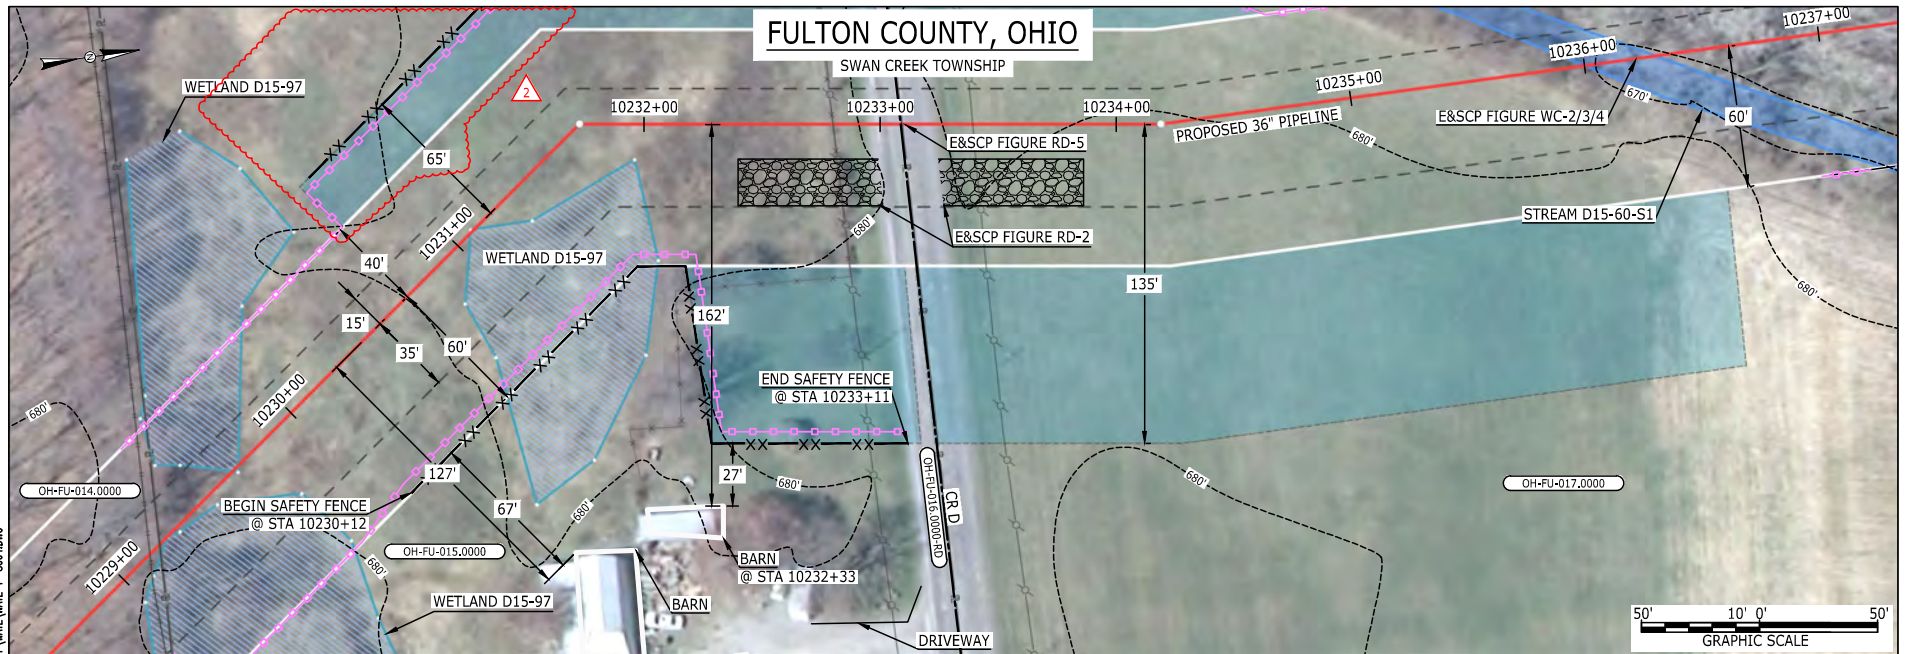 FULTON COUNTY, OHIO
SWAN CREEK TOWNSHIP
N
WETLAND D15-97
2
10232+00
10233+00
10234+00
10235+00
10236+00
10237+00
E&SCP FIGURE RD-5
PROPOSED 36" PIPELINE
680'
670'
E&SCP FIGURE WC-2/3/4
60'
65'
STREAM D15-60-S1
10231+00
WETLAND D15-97
680'
E&SCP FIGURE RD-2
40'
135'
680'
15'
162'
60'
35'
END SAFETY FENCE
@ STA 10233+11
10230+00
680'
127'
27'
680'
680'
OH-FU-014.0000
OH-FU-017.0000
BEGIN SAFETY FENCE
@ STA 10230+12
67'
680'
OH-FU-016.0000-RD
CR D
OH-FU-015.0000
10229+00
680'
BARN
@ STA 10232+33
WETLAND D15-97
BARN
DRIVEWAY
50'
10'
0'
50'
GRAPHIC SCALE